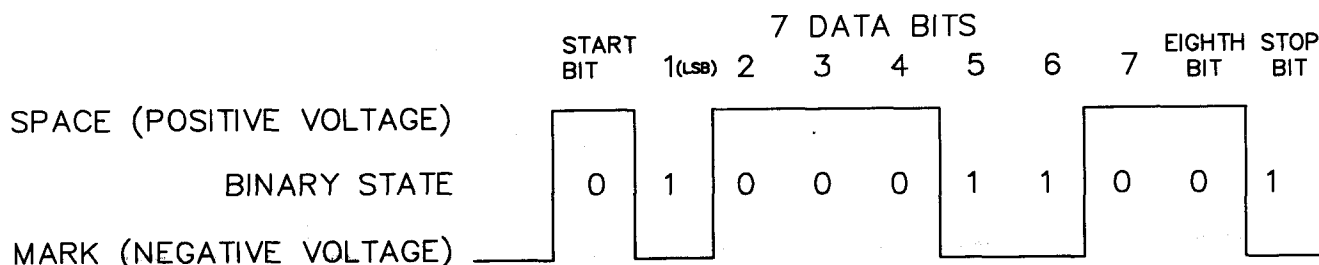 7 DATA BITS
START BIT 1(LSB) 2 3 4 5 6 7 EIGHTH BIT STOP BIT
SPACE (POSITIVE VOLTAGE)
BINARY STATE 0 1 0 0 0 1 1 0 0 1
MARK (NEGATIVE VOLTAGE)